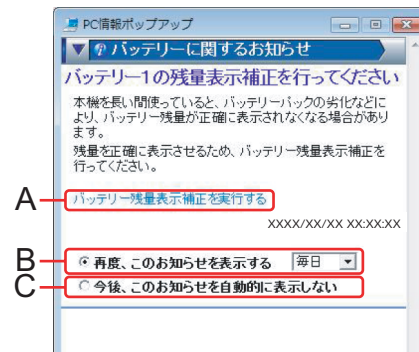 PC情報ポップアップ
バッテリーに関するお知らせ
バッテリー1の残量表示補正を行ってください
本機を長い間使っていると、バッテリーパックの劣化などに
より、バッテリー残量が正確に表示されなくなる場合があり
ます。
残量を正確に表示させるため、バッテリー残量表示補正を
行ってください。
A
バッテリー残量表示補正を実行する
XXXX/XX/XX XX:XX:XX
B
再度、このお知らせを表示する 毎日
C
今後、このお知らせを自動的に表示しない